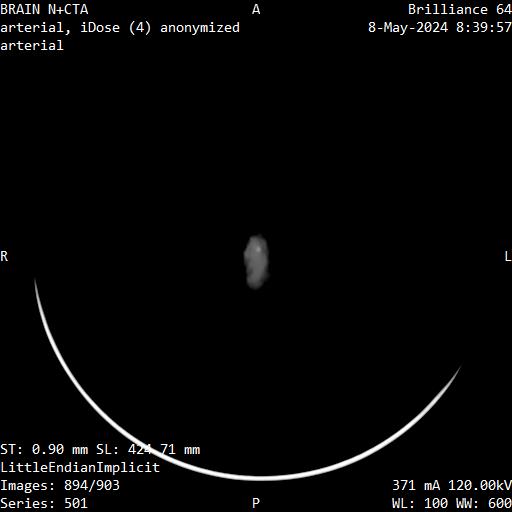 BRAIN N+CTA
A
Brilliance 64
arterial, iDose (4) anonymized
8-May-2024 8:39:57
arterial
R
L
ST: 0.90 mm SL: 424.71 mm
LittleEndianImplicit
Images: 894/903
371 mA 120.00kV
Series: 501
P
WL: 100 WW: 600